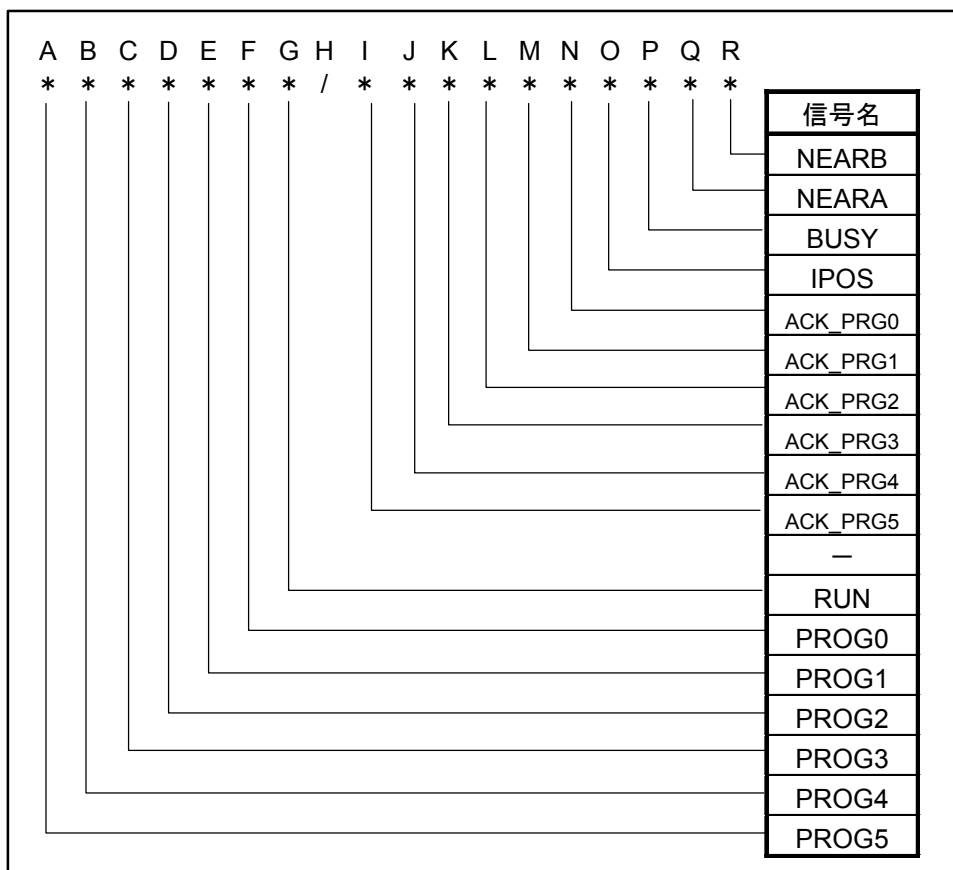 A B C D E F G H I J K L M N O P Q R
* * * * * * * / * * * * * * * * * *
信号名
NEARB
NEARA
BUSY
IPOS
ACK_PRG0
ACK_PRG1
ACK_PRG2
ACK_PRG3
ACK_PRG4
ACK_PRG5
－
RUN
PROG0
PROG1
PROG2
PROG3
PROG4
PROG5